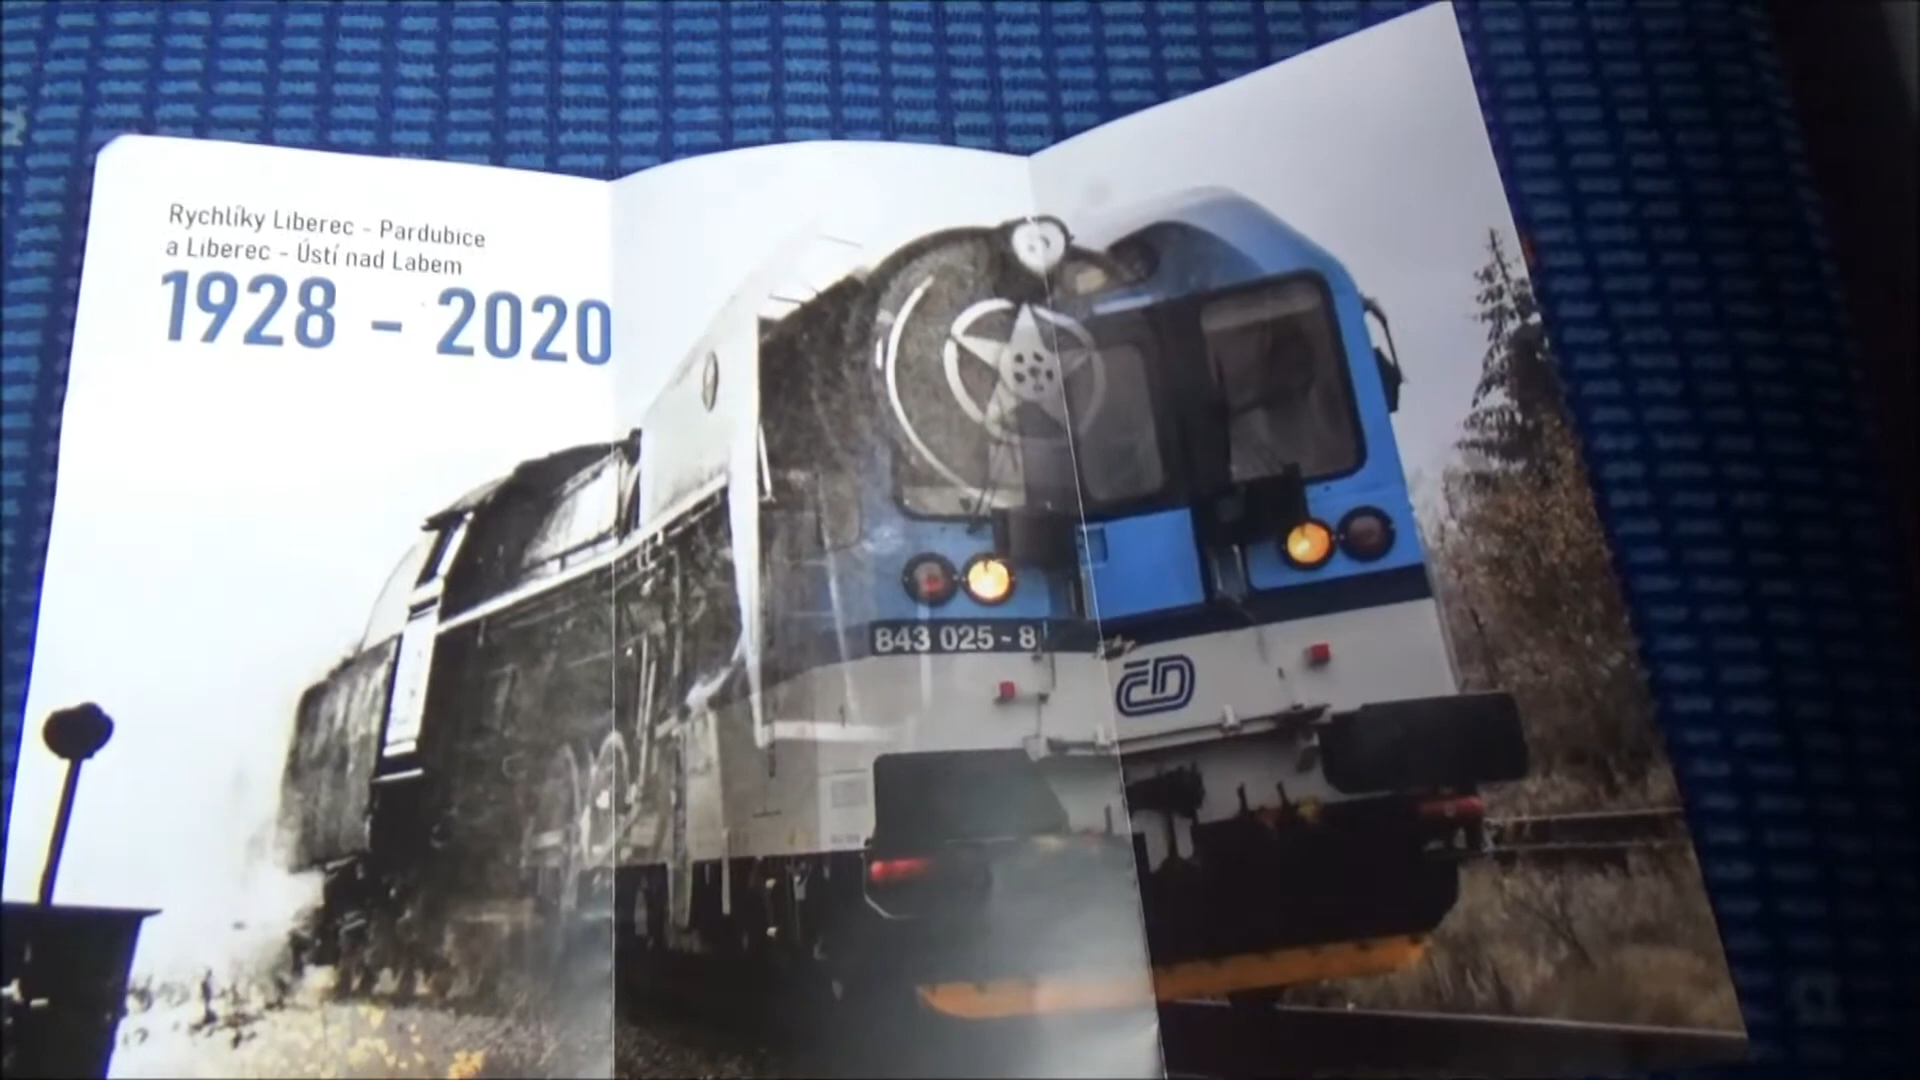 Rychlíky Liberec - Pardubice
a Liberec - Ústí nad Labem
1928 - 2020
843 025 - 8
ČD